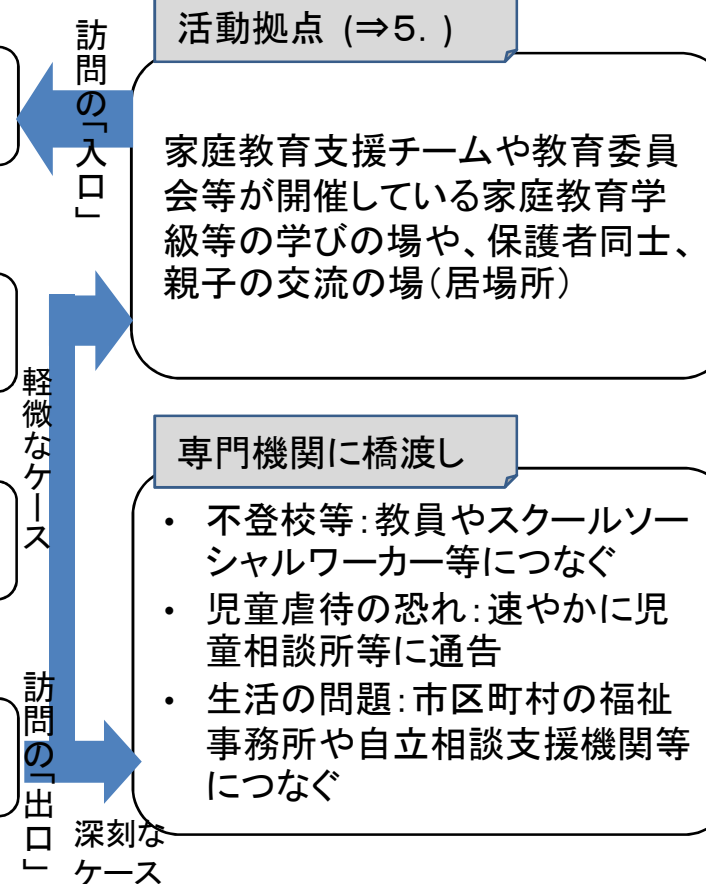 訪問の「入口」
活動拠点 (⇒5. )
家庭教育支援チームや教育委員
会等が開催している家庭教育学
級等の学びの場や、保護者同士、
親子の交流の場(居場所)
軽微なケース
専門機関に橋渡し
• 不登校等:教員やスクールソー
シャルワーカー等につなぐ
• 児童虐待の恐れ:速やかに児
童相談所等に通告
• 生活の問題:市区町村の福祉
事務所や自立相談支援機関等
につなぐ
訪問の「出口」
深刻な
ケース